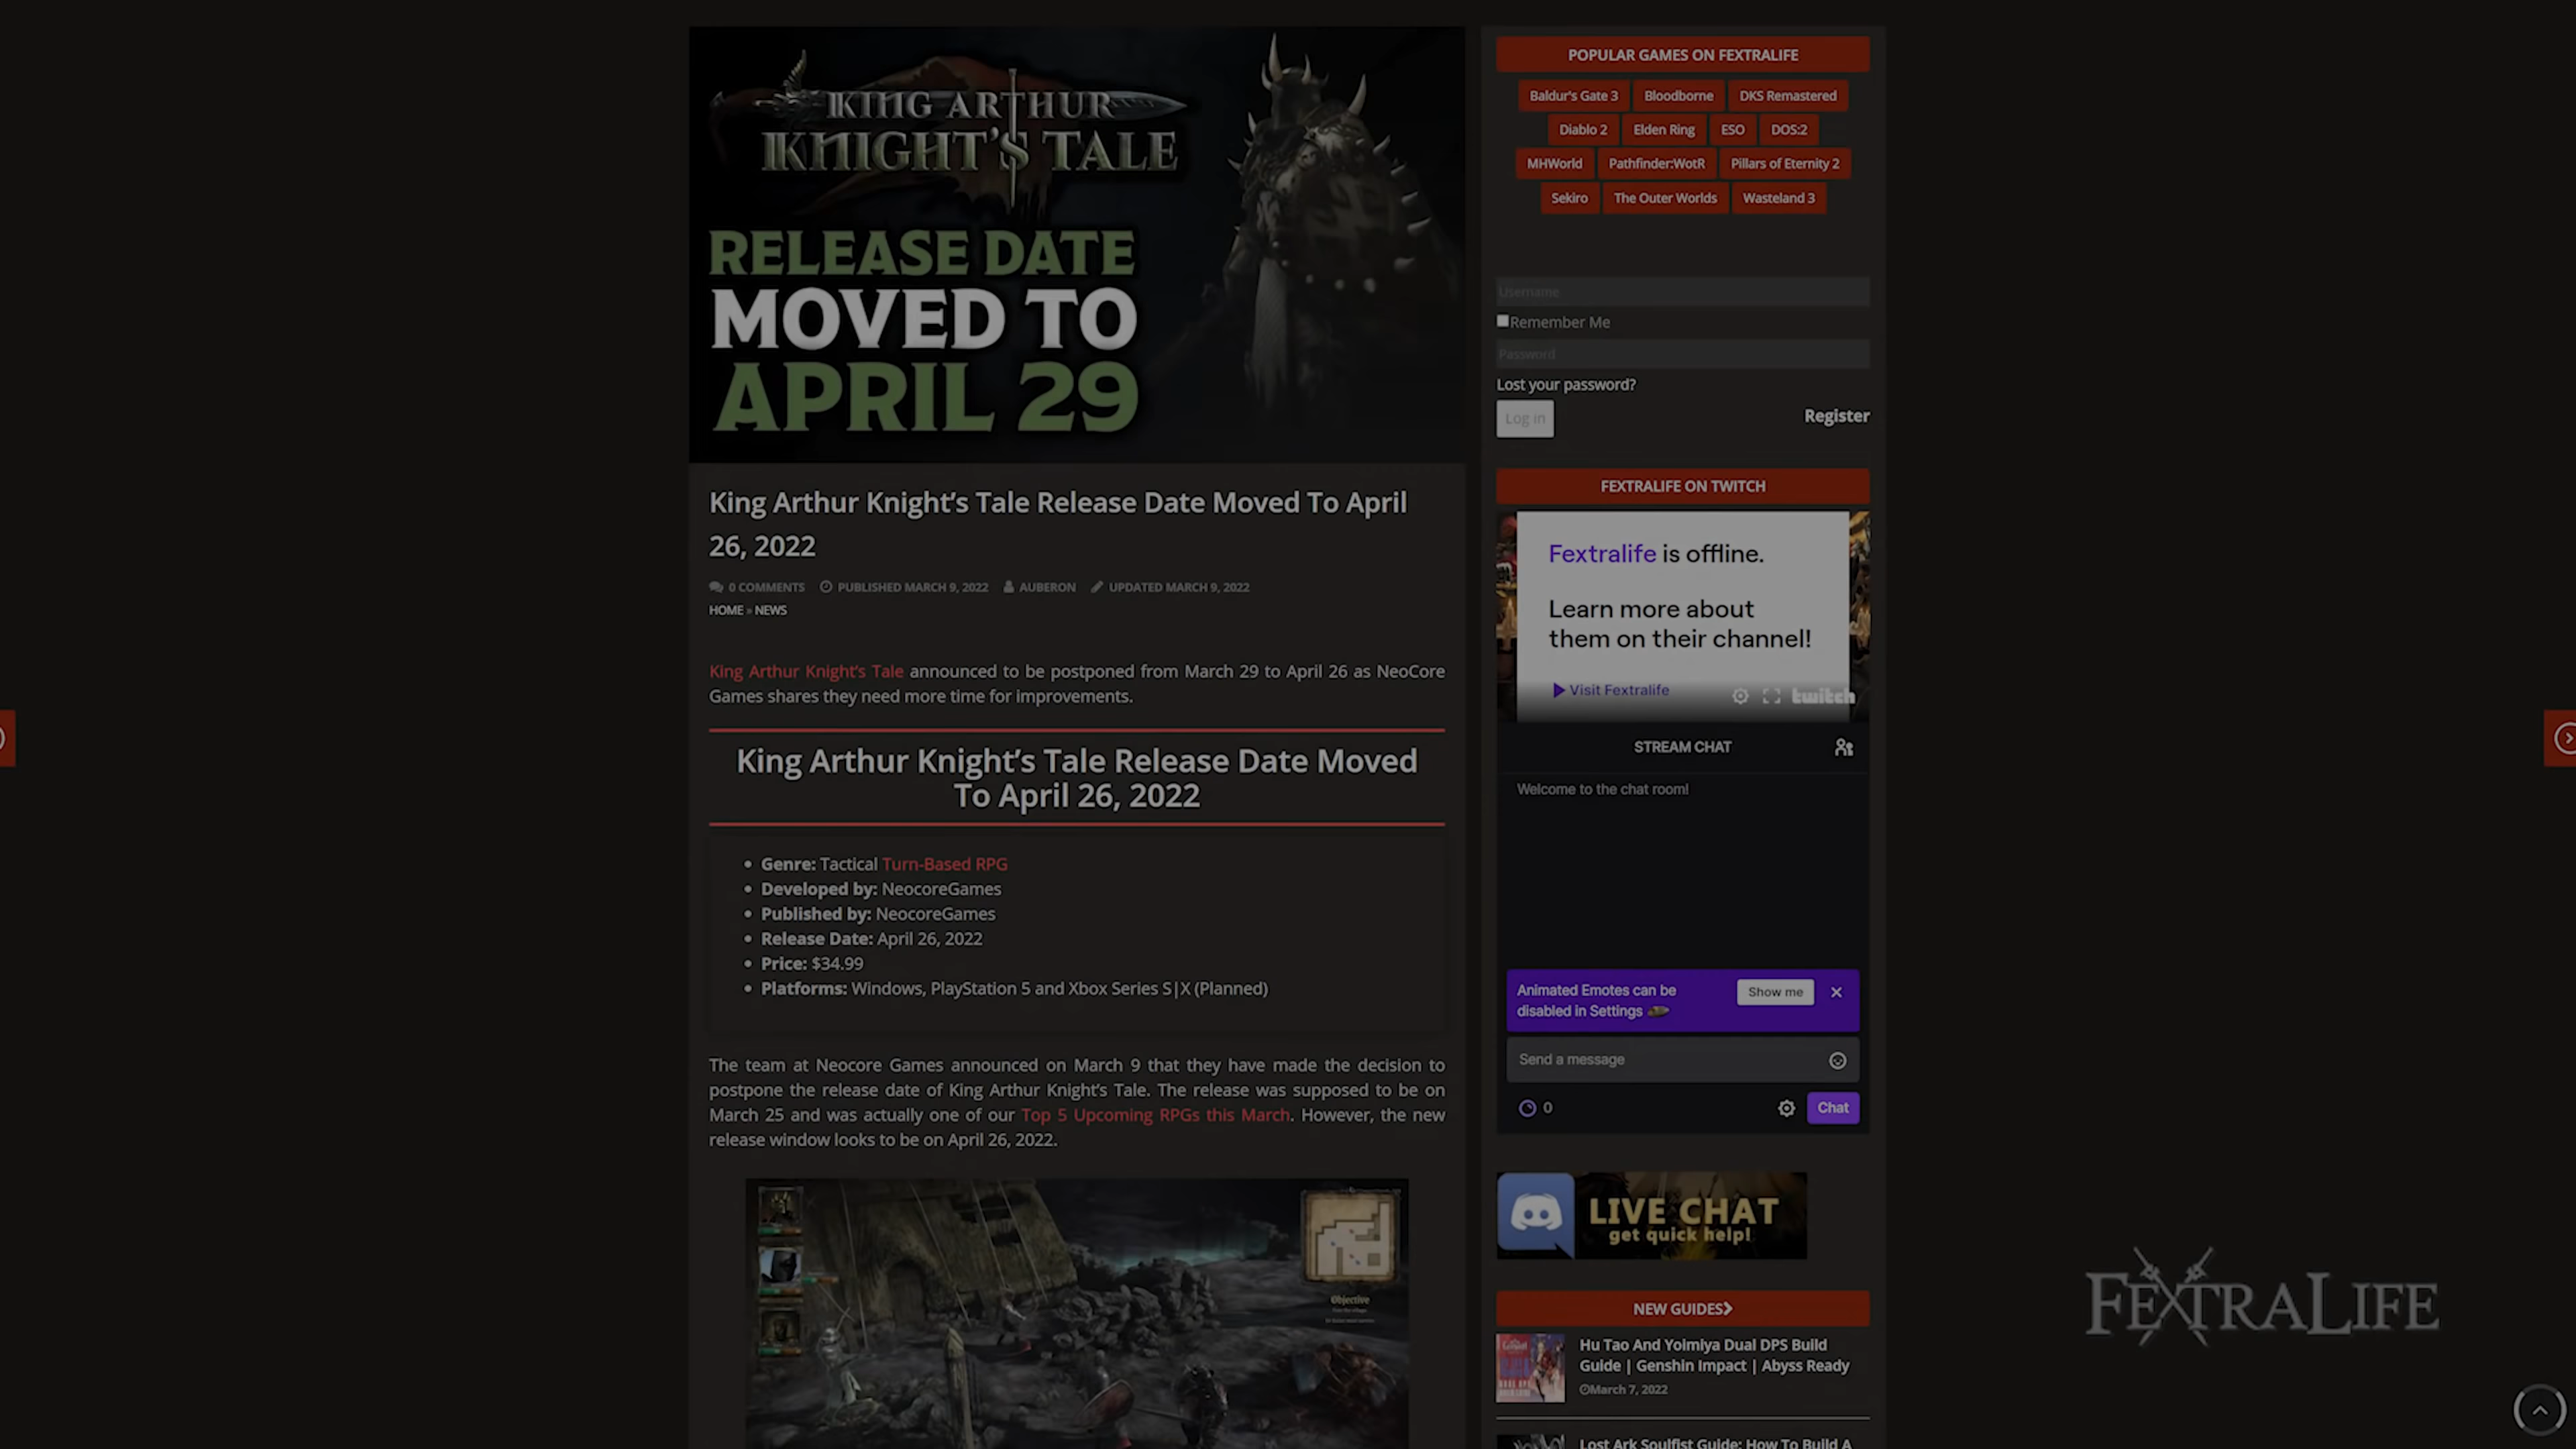 KING ARTHUR
KNIGHT'S TALE
RELEASE DATE
MOVED TO
APRIL 29
King Arthur Knight's Tale Release Date Moved To April
26, 2022
0 COMMENTS PUBLISHED MARCH 9, 2022 AUBERON UPDATED MARCH 9, 2022
HOME » NEWS
King Arthur Knight's Tale announced to be postponed from March 29 to April 26 as NeoCore
Games shares they need more time for improvements.
King Arthur Knight's Tale Release Date Moved
To April 26, 2022
• Genre: Tactical Turn-Based RPG
• Developed by: NeocoreGames
• Published by: NeocoreGames
• Release Date: April 26, 2022
• Price: $34.99
• Platforms: Windows, PlayStation 5 and Xbox Series S|X (Planned)
The team at Neocore Games announced on March 9 that they have made the decision to
postpone the release date of King Arthur Knight's Tale. The release was supposed to be on
March 25 and was actually one of our Top 5 Upcoming RPGs this March. However, the new
release window looks to be on April 26, 2022.
Objective
POPULAR GAMES ON FEXTRALIFE
Baldur's Gate 3 Bloodborne DKS Remastered
Diablo 2 Elden Ring ESO DOS:2
MHWorld Pathfinder:WotR Pillars of Eternity 2
Sekiro The Outer Worlds Wasteland 3
Username
Remember Me
Password
Lost your password?
Log in
Register
FEXTRALIFE ON TWITCH
Fextralife is offline.
Learn more about
them on their channel!
Visit Fextralife
twitch
STREAM CHAT
Welcome to the chat room!
Animated Emotes can be
disabled in Settings
Show me
Send a message
0
Chat
LIVE CHAT
get quick help!
NEW GUIDES
Hu Tao And Yoimiya Dual DPS Build
Guide | Genshin Impact | Abyss Ready
March 7, 2022
Lost Ark Soulfist Guide: How To Build A
FEXTRALIFE